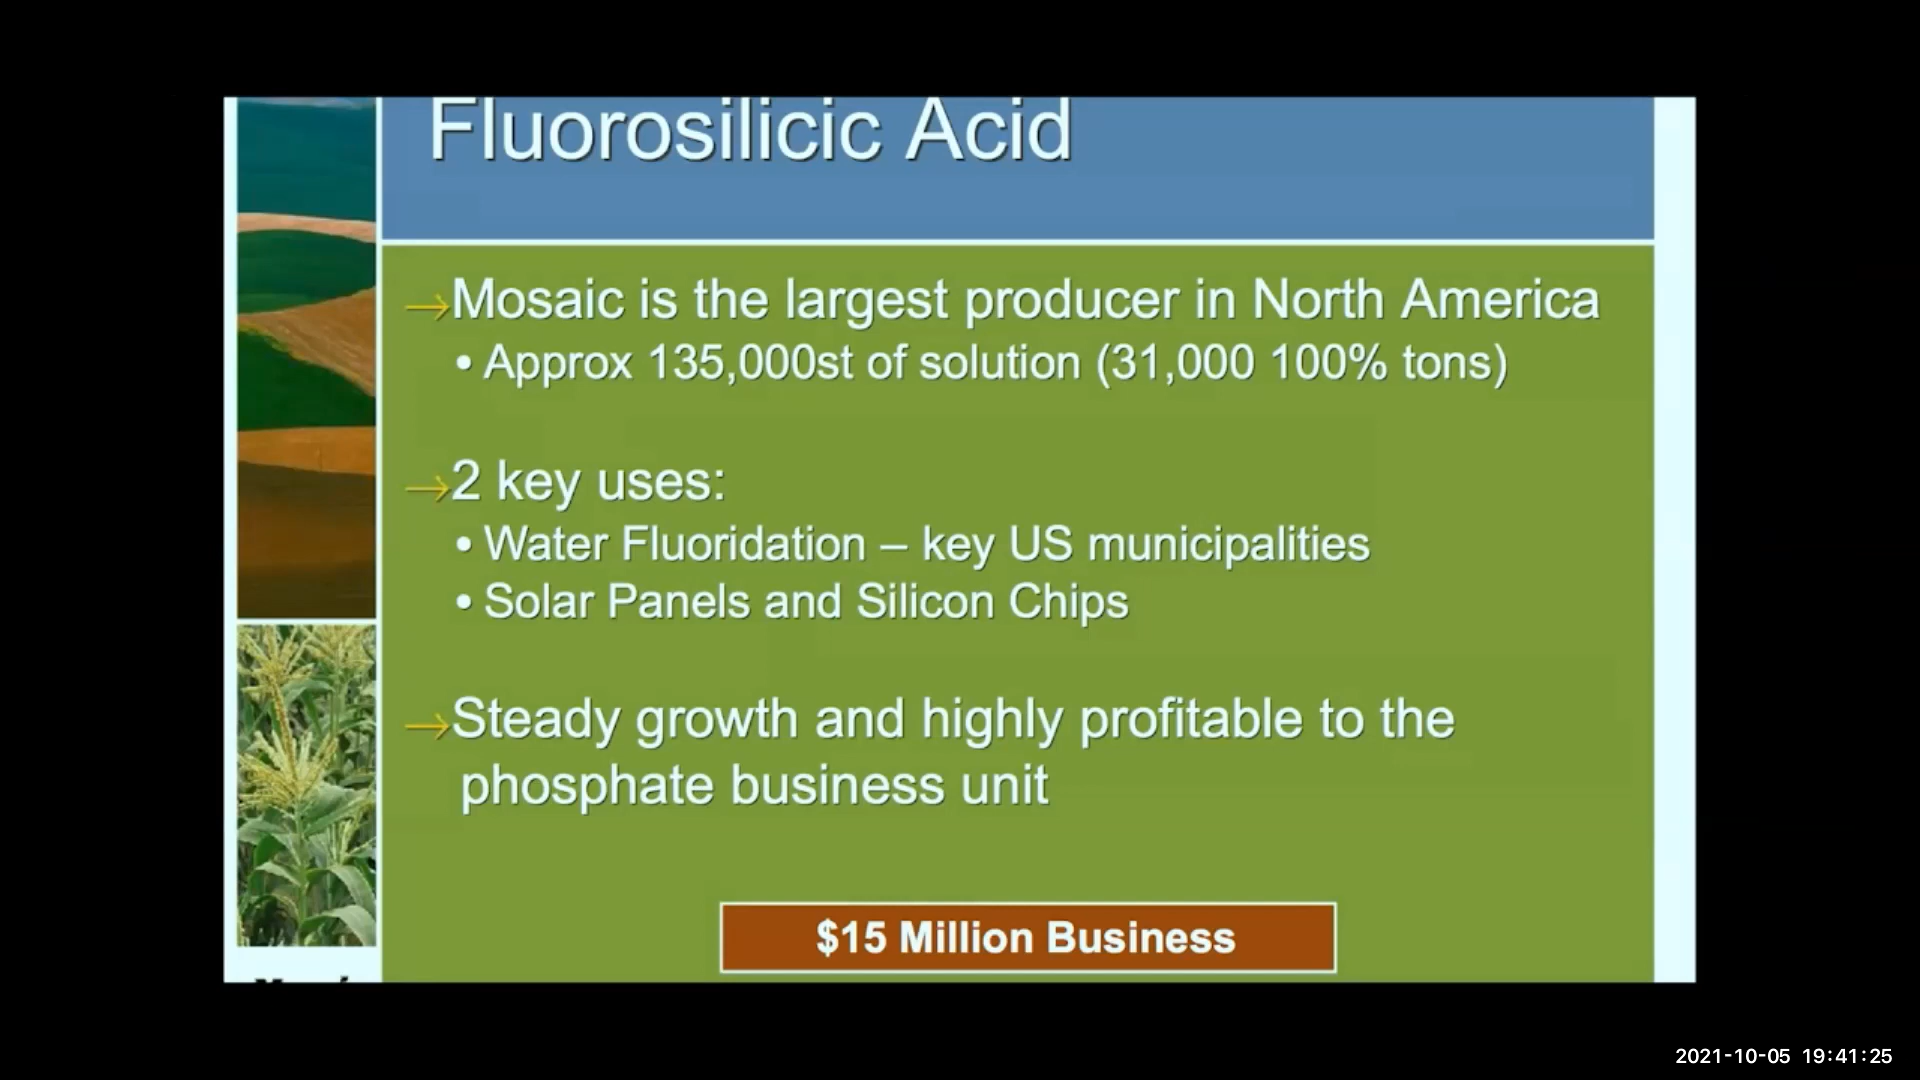 Fluorosilicic Acid
→Mosaic is the largest producer in North America
• Approx 135,000st of solution (31,000 100% tons)
→2 key uses:
• Water Fluoridation – key US municipalities
• Solar Panels and Silicon Chips
→Steady growth and highly profitable to the
phosphate business unit
$15 Million Business
2021-10-05 19:41:25